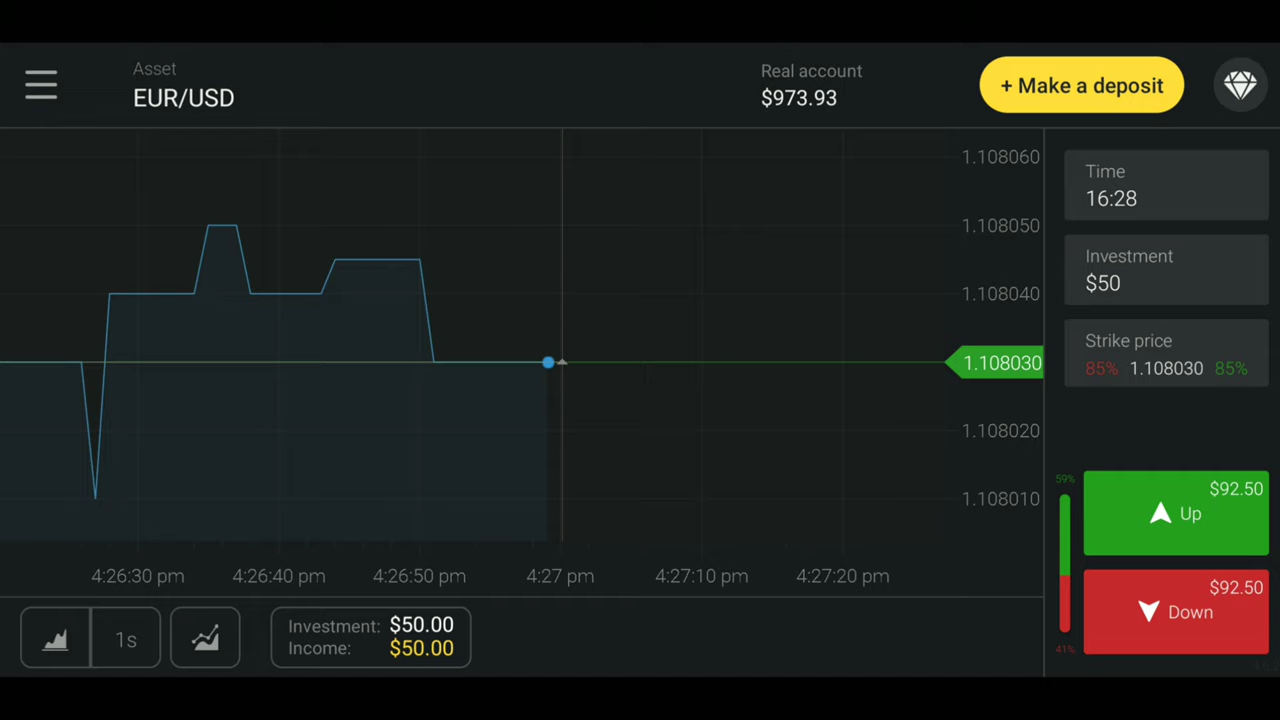 Asset
EUR/USD
Real account
$973.93
+ Make a deposit
1.108060
1.108050
1.108040
1.108030
1.108020
1.108010
4:26:30 pm
4:26:40 pm
4:26:50 pm
4:27 pm
4:27:10 pm
4:27:20 pm
Time
16:28
Investment
$50
Strike price
85% 1.108030 85%
59%
$92.50
Up
$92.50
Down
41%
1s
Investment: $50.00
Income: $50.00